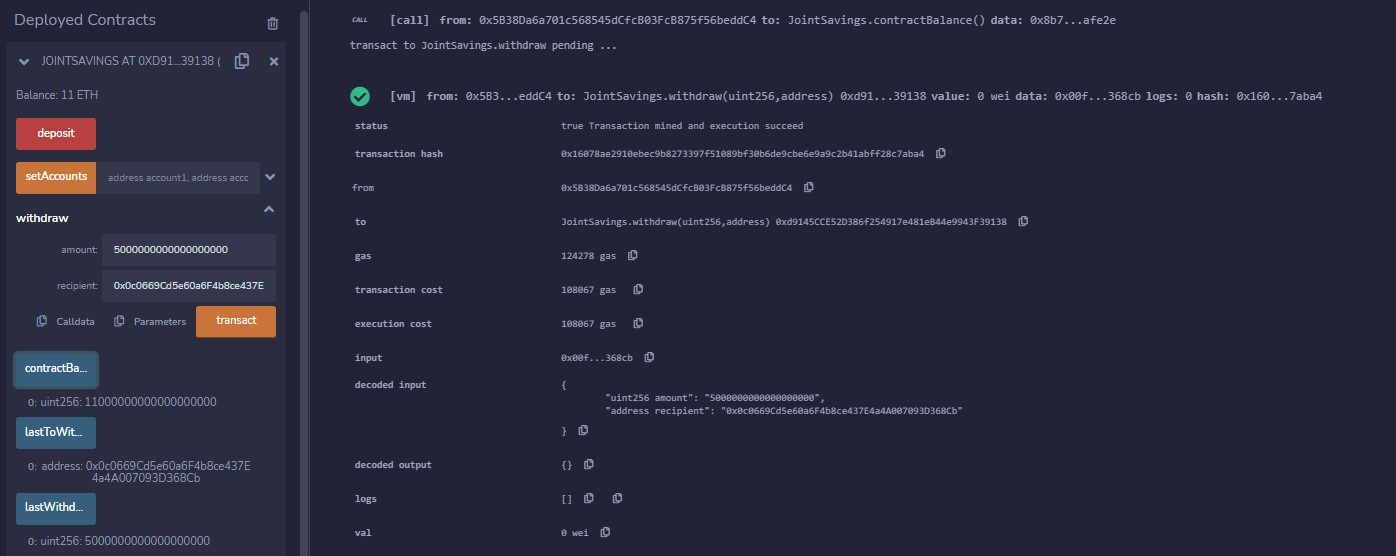 Deployed Contracts
JOINTSAVINGS AT 0XD91...39138 (
Balance: 11 ETH
deposit
setAccounts address account1, address accc
withdraw
amount: 5000000000000000000
recipient: 0x0c0669Cd5e60a6F4b8ce437E
Calldata Parameters transact
contractBa...
0: uint256: 11000000000000000000
lastToWit...
0: address: 0x0c0669Cd5e60a6F4b8ce437E
4a4A007093D368Cb
lastWithd...
0: uint256: 5000000000000000000
CALL [call] from: 0x5B38Da6a701c568545dCfcB03FcB875f56beddC4 to: JointSavings.contractBalance() data: 0x8b7...afe2e
transact to JointSavings.withdraw pending ...
[vm] from: 0x5B3...eddC4 to: JointSavings.withdraw(uint256,address) 0xd91...39138 value: 0 wei data: 0x00f...368cb logs: 0 hash: 0x160...7aba4
status true Transaction mined and execution succeed
transaction hash 0x16078ae2910ebec9b8273397f51089bf30b6de9cbe6e9a9c2b41abff28c7aba4
from 0x5B38Da6a701c568545dCfcB03FcB875f56beddC4
to JointSavings.withdraw(uint256,address) 0xd9145CCE52D386f254917e481eB44e9943F39138
gas 124278 gas
transaction cost 108067 gas
execution cost 108067 gas
input 0x00f...368cb
decoded input {
"uint256 amount": "5000000000000000000",
"address recipient": "0x0c0669Cd5e60a6F4b8ce437E4a4A007093D368Cb"
}
decoded output {}
logs []
val 0 wei